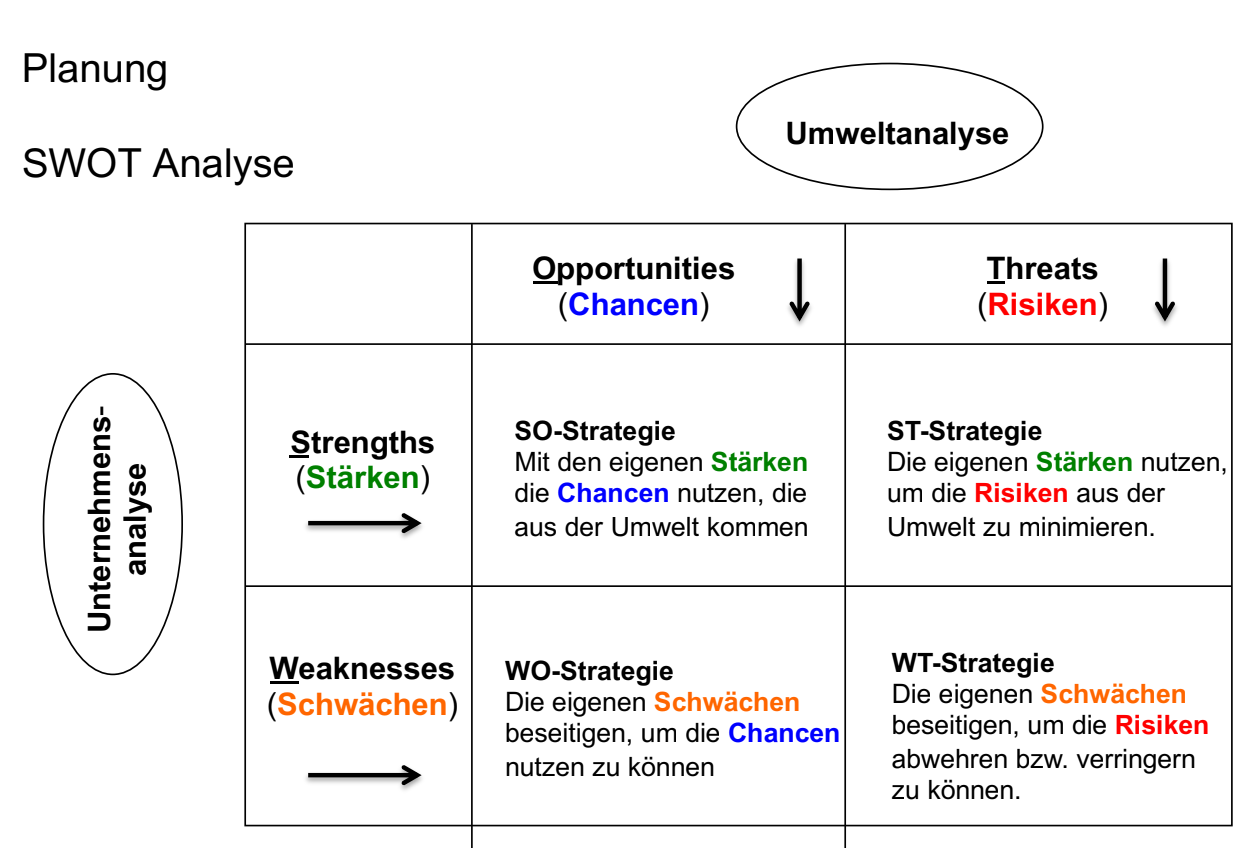 Planung
SWOT Analyse
Umweltanalyse
Opportunities
(Chancen)
Threats
(Risiken)
Unternehmens-
analyse
Strengths
(Stärken)
SO-Strategie
Mit den eigenen Stärken
die Chancen nutzen, die
aus der Umwelt kommen
ST-Strategie
Die eigenen Stärken nutzen,
um die Risiken aus der
Umwelt zu minimieren.
Weaknesses
(Schwächen)
WO-Strategie
Die eigenen Schwächen
beseitigen, um die Chancen
nutzen zu können
WT-Strategie
Die eigenen Schwächen
beseitigen, um die Risiken
abwehren bzw. verringern
zu können.